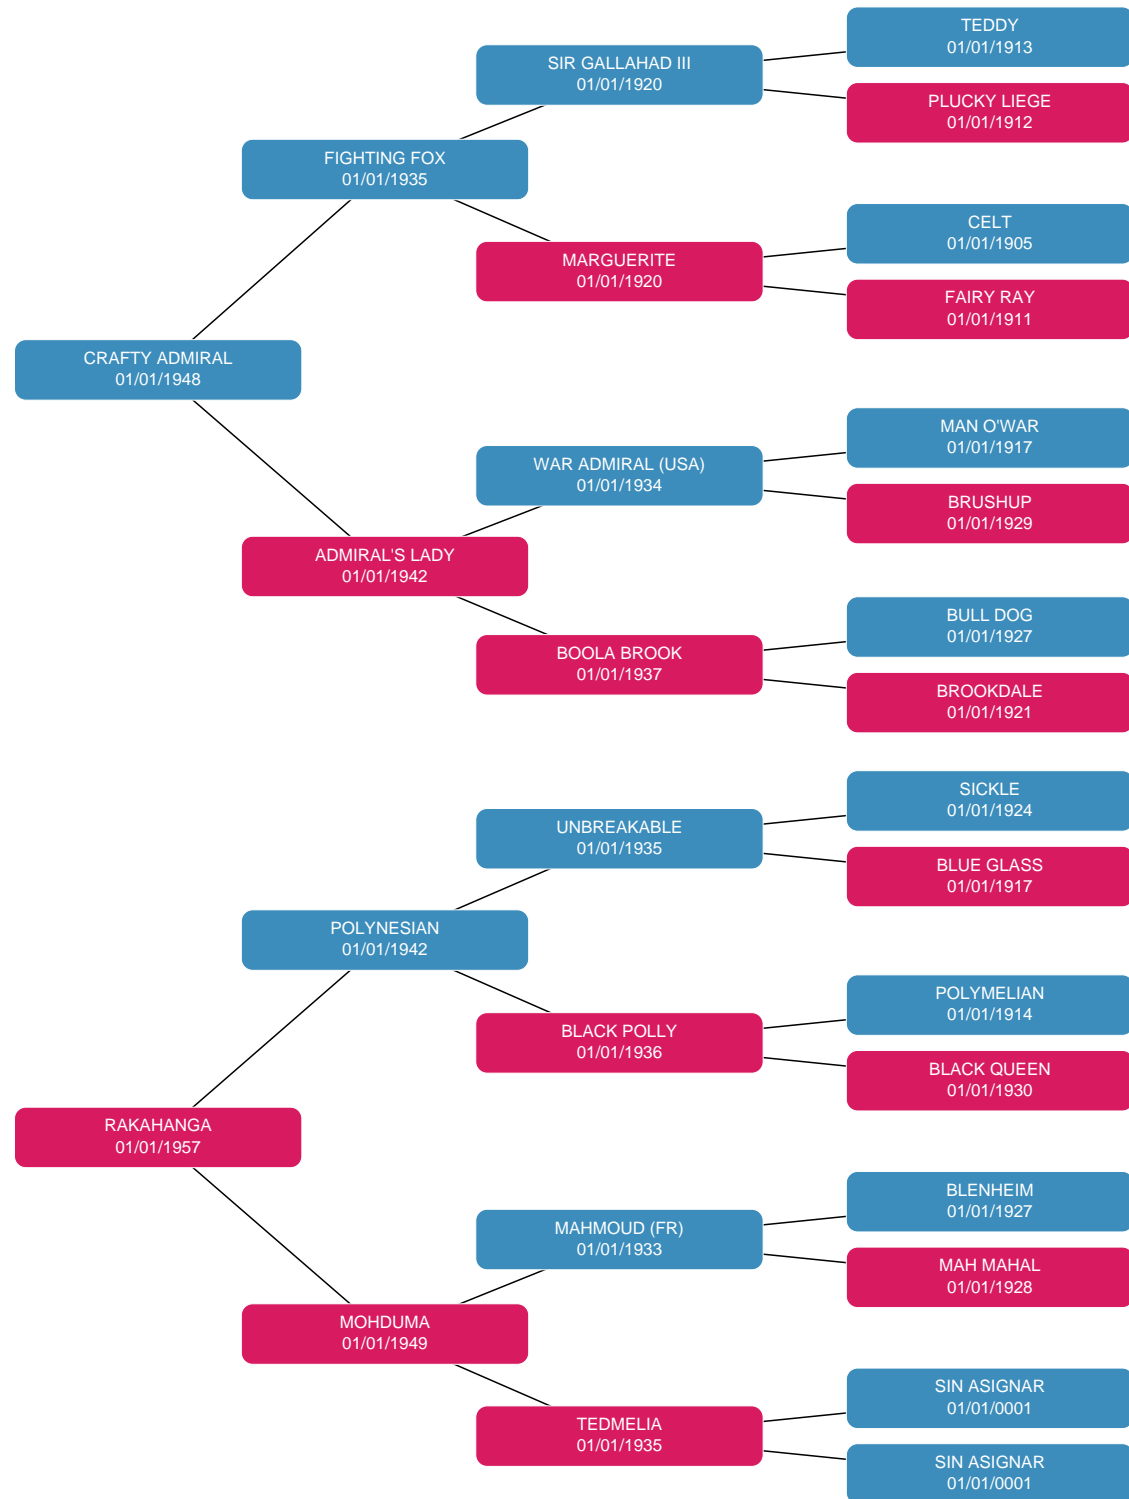 TEDDY
01/01/1913
SIR GALLAHAD III
01/01/1920
PLUCKY LIEGE
01/01/1912
FIGHTING FOX
01/01/1935
CELT
01/01/1905
MARGUERITE
01/01/1920
FAIRY RAY
01/01/1911
CRAFTY ADMIRAL
01/01/1948
MAN O'WAR
01/01/1917
WAR ADMIRAL (USA)
01/01/1934
BRUSHUP
01/01/1929
ADMIRAL'S LADY
01/01/1942
BULL DOG
01/01/1927
BOOLA BROOK
01/01/1937
BROOKDALE
01/01/1921
SICKLE
01/01/1924
UNBREAKABLE
01/01/1935
BLUE GLASS
01/01/1917
POLYNESIAN
01/01/1942
POLYMELIAN
01/01/1914
BLACK POLLY
01/01/1936
BLACK QUEEN
01/01/1930
RAKAHANGA
01/01/1957
BLENHEIM
01/01/1927
MAHMOUD (FR)
01/01/1933
MAH MAHAL
01/01/1928
MOHDUMA
01/01/1949
SIN ASIGNAR
01/01/0001
TEDMELIA
01/01/1935
SIN ASIGNAR
01/01/0001